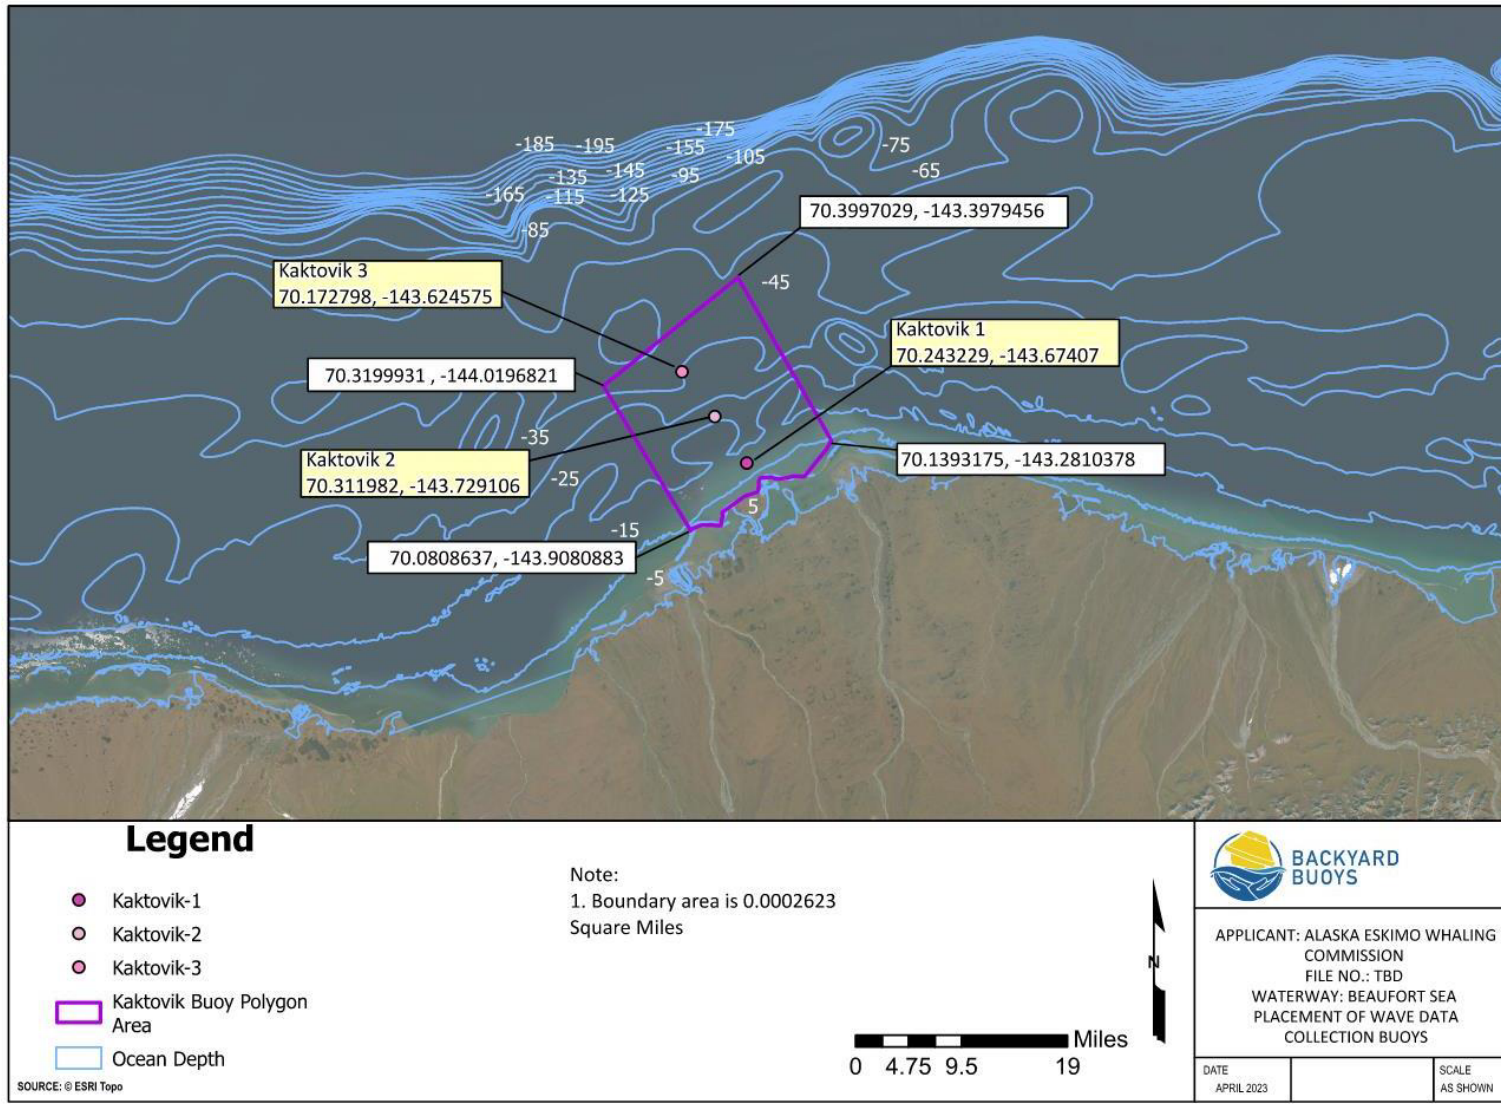 -185
-195
-175
-155
-105
-75
-65
-135
-145
-95
-165
-115
-125
-85
70.3997029, -143.3979456
Kaktovik 3
70.172798, -143.624575
-45
Kaktovik 1
70.243229, -143.67407
70.3199931 , -144.0196821
-35
Kaktovik 2
70.311982, -143.729106
70.1393175, -143.2810378
-25
5
-15
70.0808637, -143.9080883
-5
Legend
Kaktovik-1
Kaktovik-2
Kaktovik-3
Kaktovik Buoy Polygon
Area
Ocean Depth
SOURCE: © ESRI Topo
Note:
1. Boundary area is 0.0002623
Square Miles
Miles
0 4.75 9.5 19
N
BACKYARD
BUOYS
APPLICANT: ALASKA ESKIMO WHALING
COMMISSION
FILE NO.: TBD
WATERWAY: BEAUFORT SEA
PLACEMENT OF WAVE DATA
COLLECTION BUOYS
DATE
APRIL 2023
SCALE
AS SHOWN